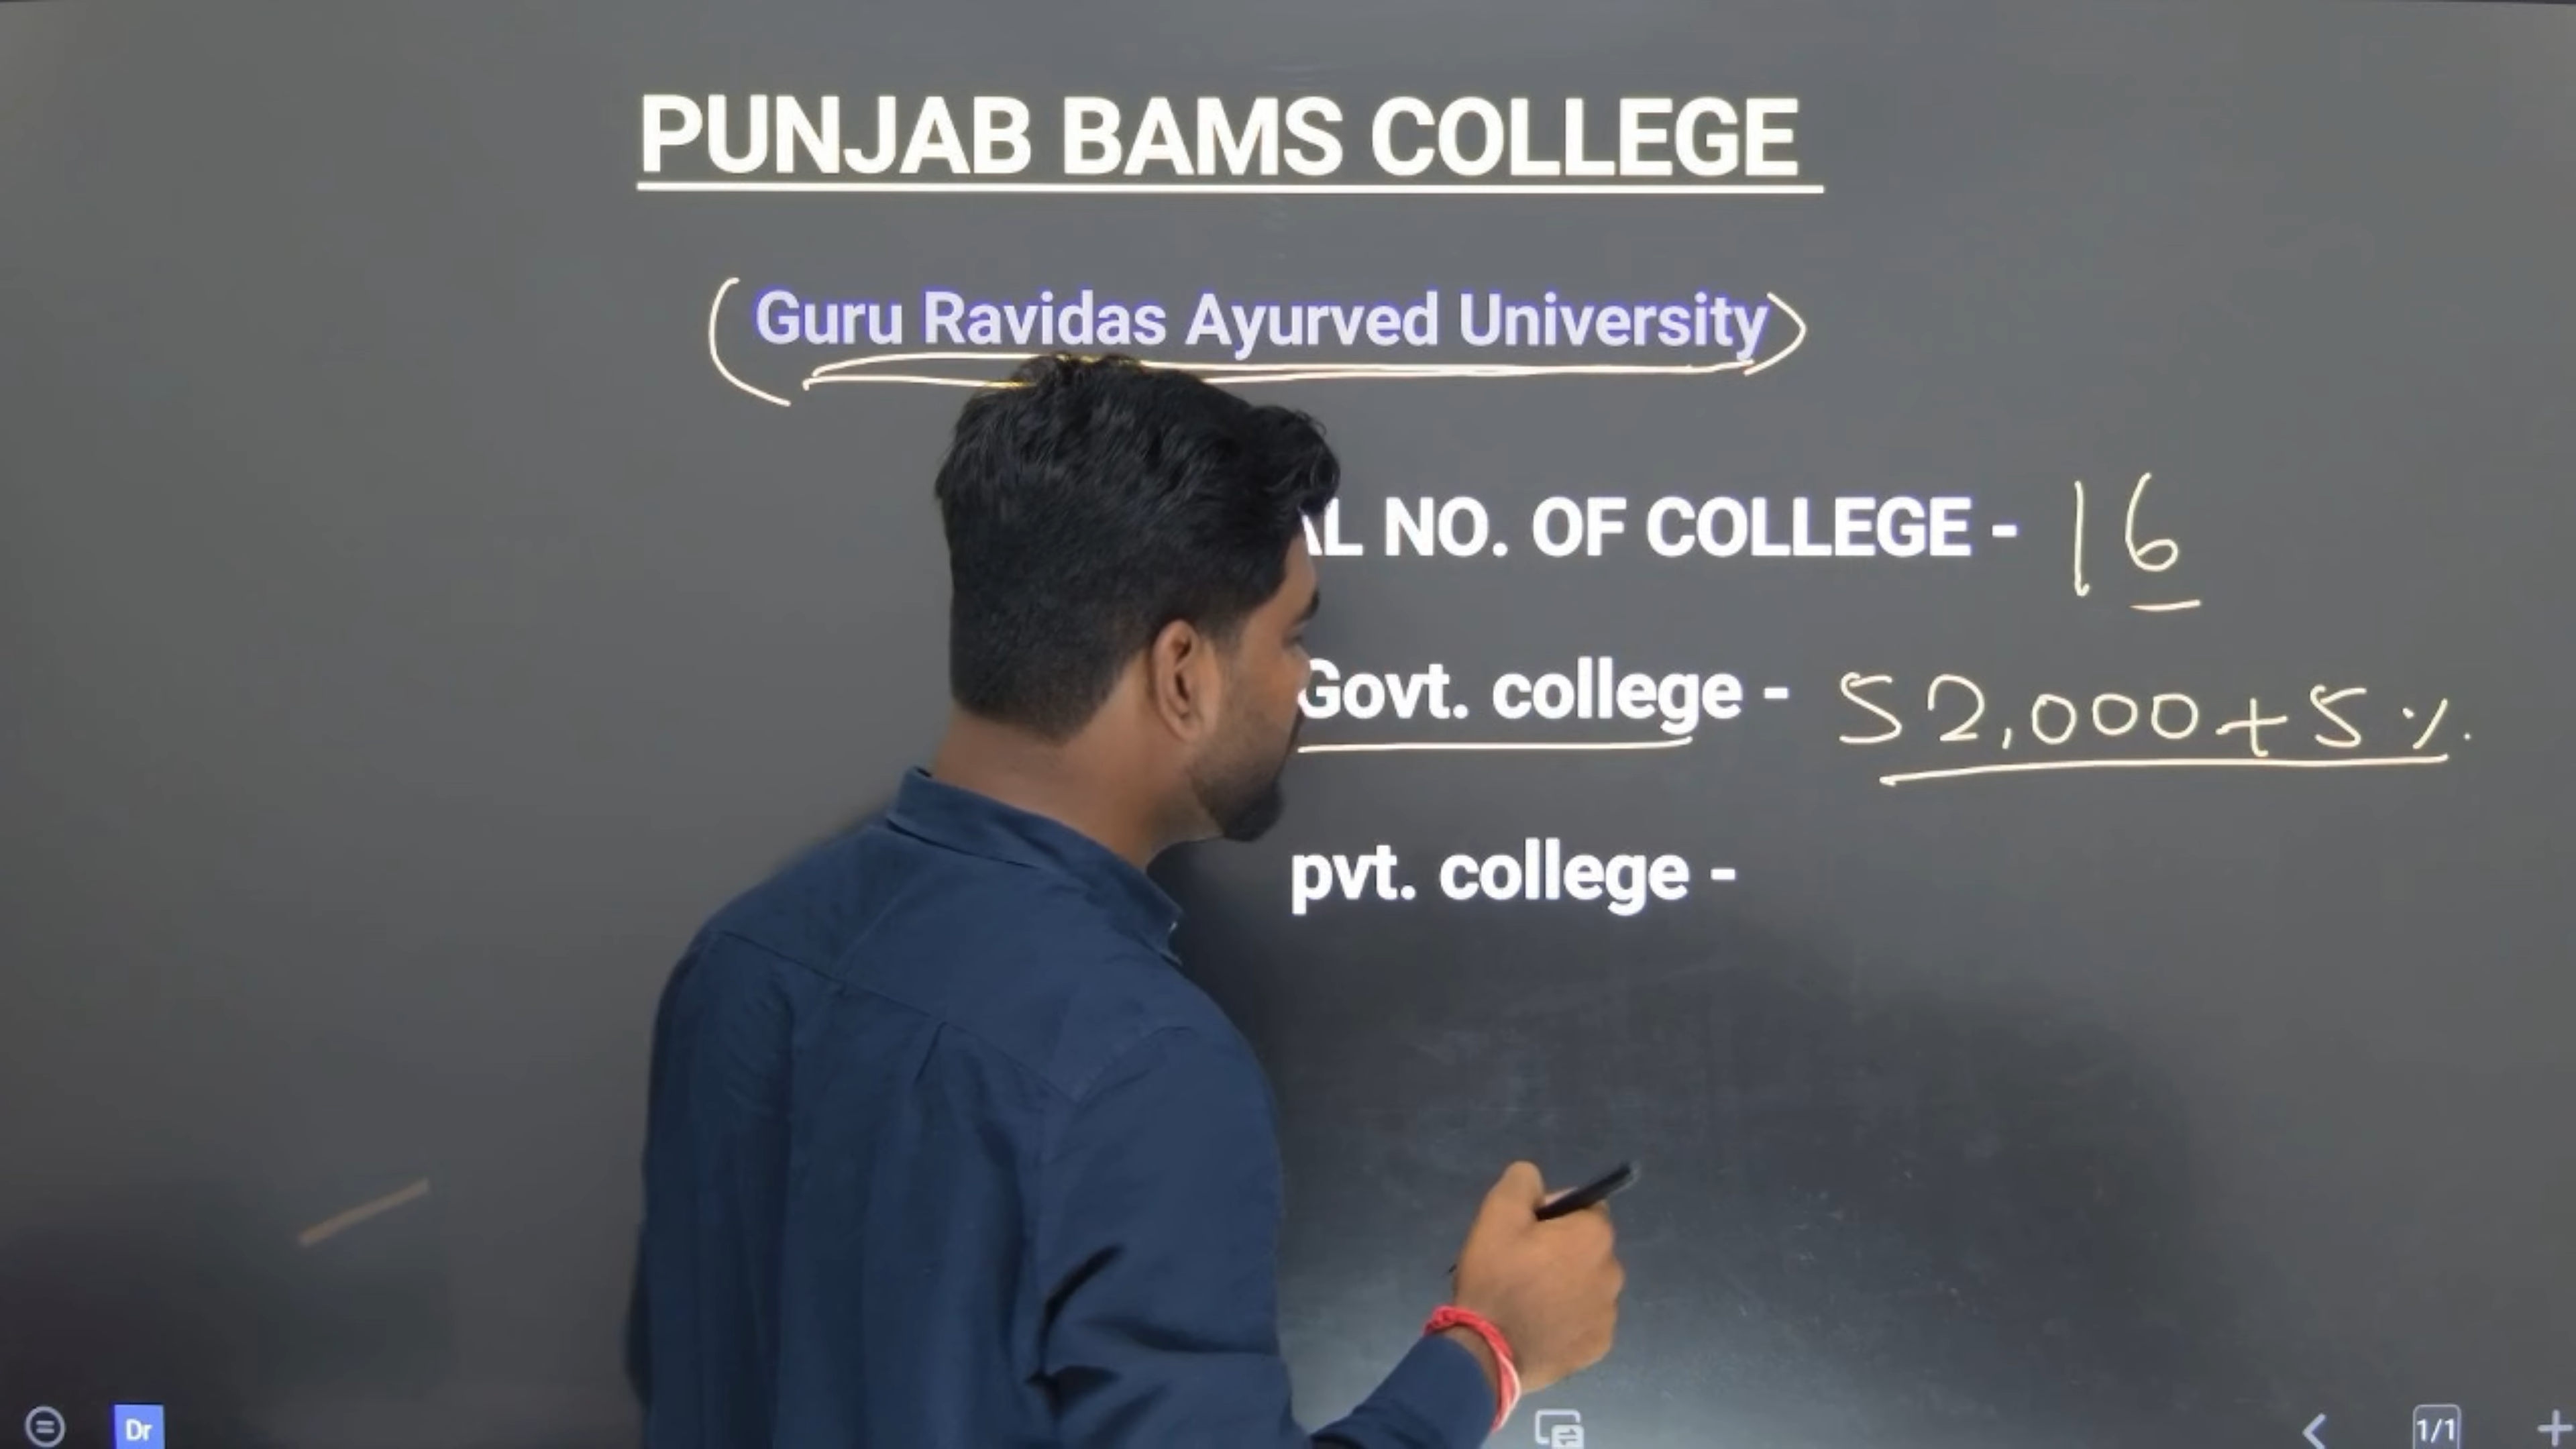 PUNJAB BAMS COLLEGE
(Guru Ravidas Ayurved University)
NO. OF COLLEGE - 16
Govt. college - 52,000 + 5%.
pvt. college -
Dr
1/1